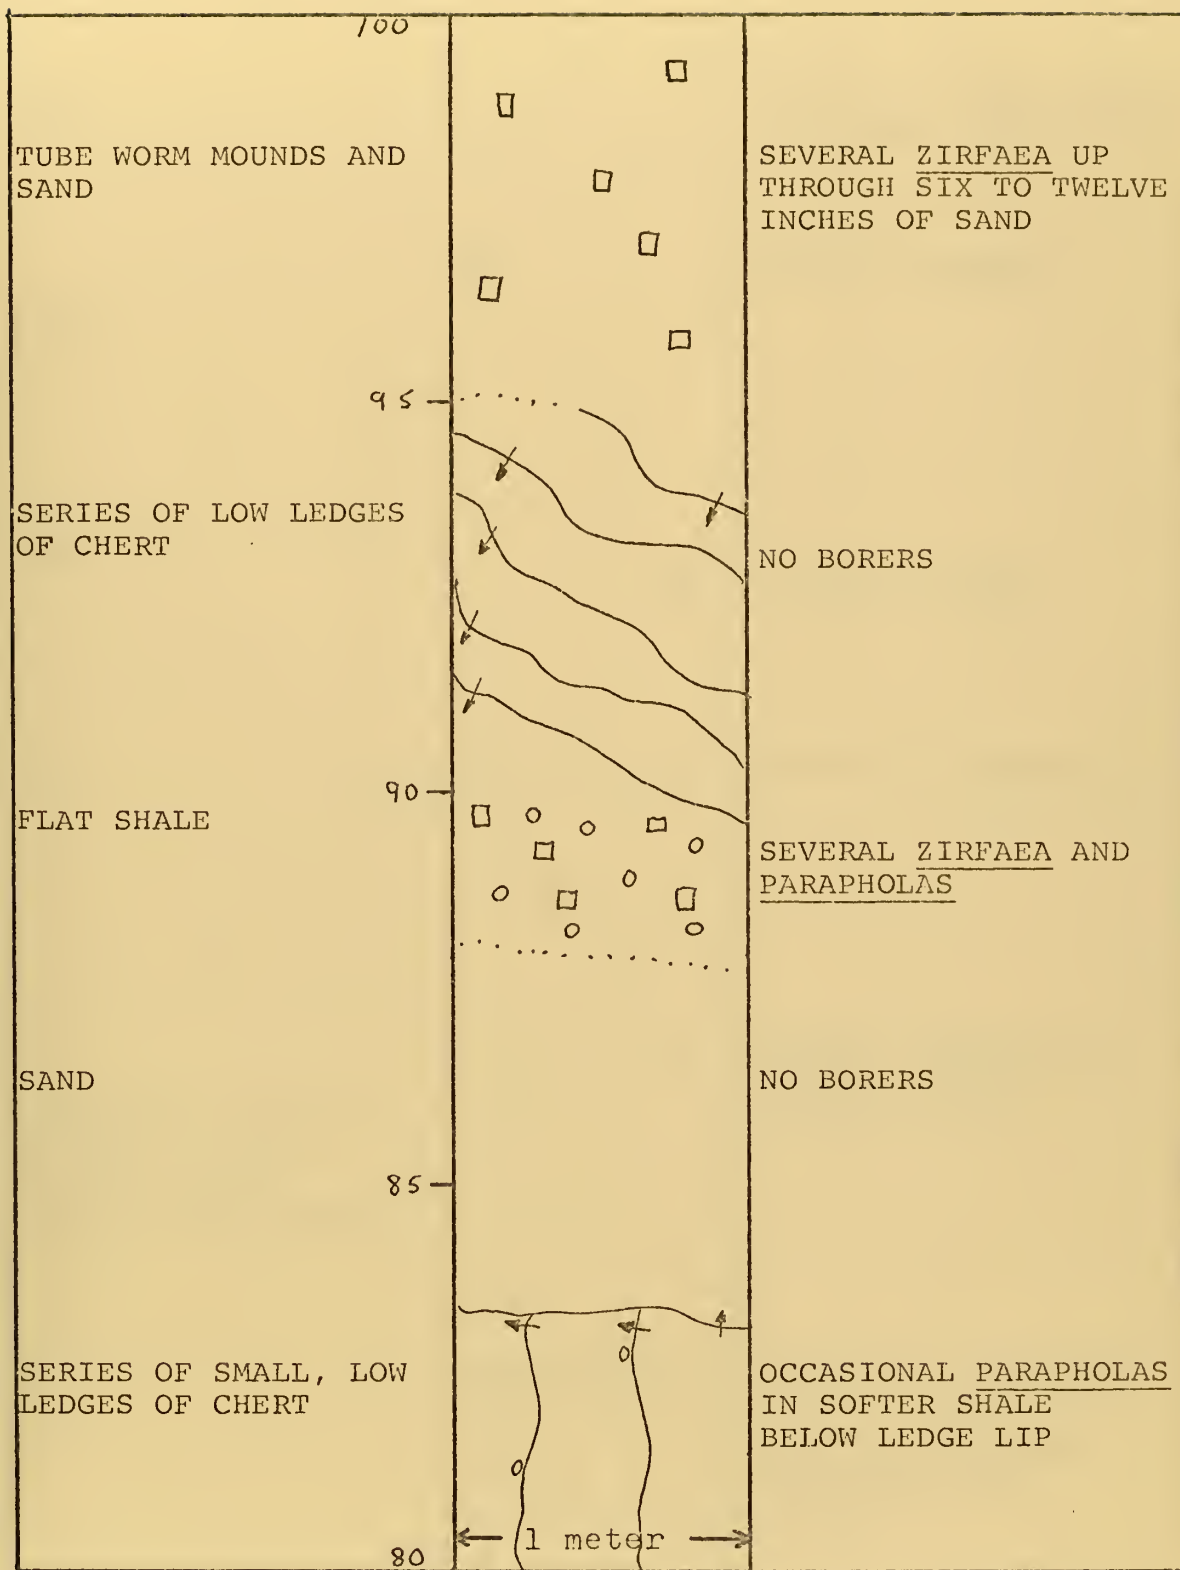 100
TUBE WORM MOUNDS AND
SAND
SEVERAL ZIRFAEA UP
THROUGH SIX TO TWELVE
INCHES OF SAND
95
SERIES OF LOW LEDGES
OF CHERT
NO BORERS
90
FLAT SHALE
SEVERAL ZIRFAEA AND
PARAPHOLAS
SAND
NO BORERS
85
SERIES OF SMALL, LOW
LEDGES OF CHERT
OCCASIONAL PARAPHOLAS
IN SOFTER SHALE
BELOW LEDGE LIP
1 meter
80